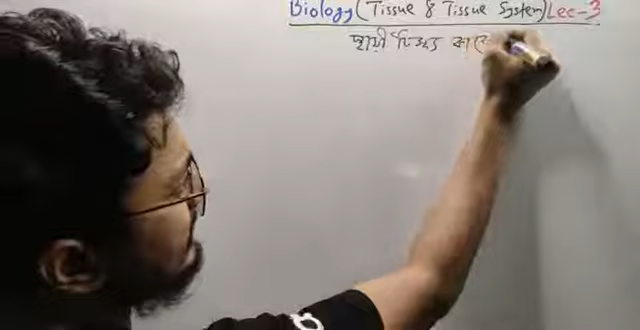 Biology (Tissue & Tissue System) Lec-3
স্থায়ী টিস্যু কাকে